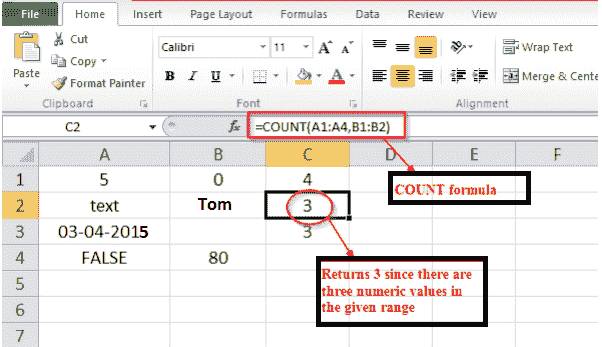 File Home Insert Page Layout Formulas Data Review View
Cut
Copy
Format Painter
Paste
Calibri 11 A A
B I U A
Wrap Text
Merge & Cente
Clipboard Font Alignment
C2 fx =COUNT(A1:A4,B1:B2)
A B C D E F
1 5 0 4
2 text Tom 3
3 03-04-2015 3
4 FALSE 80
5
6
7
COUNT formula
Returns 3 since there are
three numeric values in
the given range